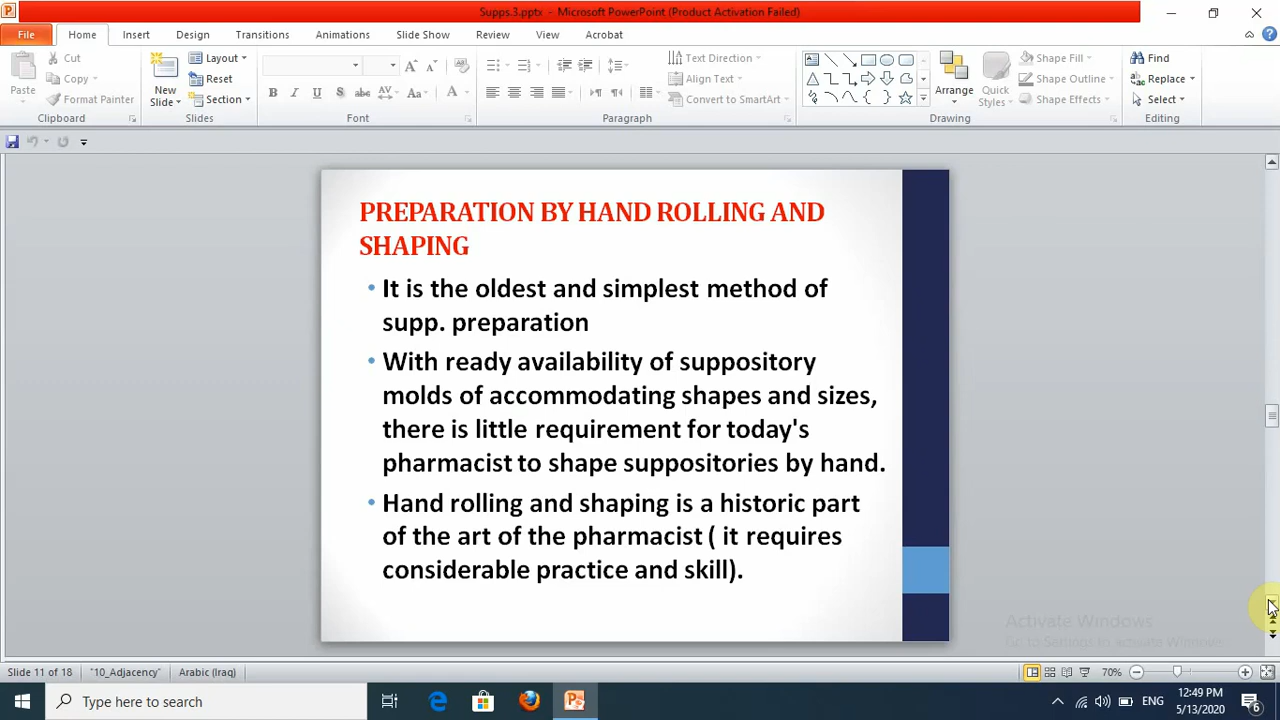 Supps.3.pptx - Microsoft PowerPoint (Product Activation Failed)
File Home Insert Design Transitions Animations Slide Show Review View Acrobat
Paste
Cut
Copy
Format Painter
Clipboard
New Slide
Layout
Reset
Section
Slides
Font
Text Direction
Align Text
Convert to SmartArt
Paragraph
Arrange
Quick Styles
Shape Fill
Shape Outline
Shape Effects
Drawing
Find
Replace
Select
Editing
PREPARATION BY HAND ROLLING AND
SHAPING
• It is the oldest and simplest method of
supp. preparation
• With ready availability of suppository
molds of accommodating shapes and sizes,
there is little requirement for today's
pharmacist to shape suppositories by hand.
• Hand rolling and shaping is a historic part
of the art of the pharmacist ( it requires
considerable practice and skill).
Activate Windows
Go to Settings to activate Windows.
Slide 11 of 18 "10_Adjacency" Arabic (Iraq) 70%
Type here to search
ENG
12:49 PM
5/13/2020
6